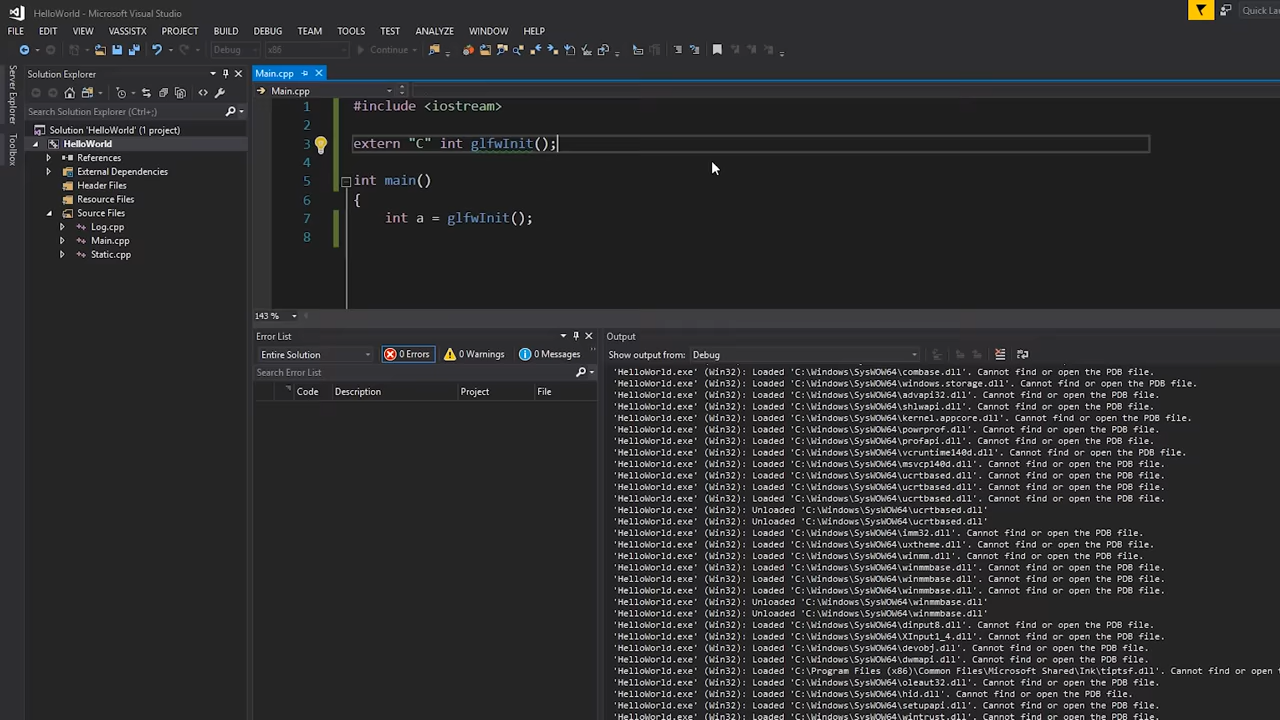 HelloWorld - Microsoft Visual Studio
Quick Lau
FILE EDIT VIEW VASSISTX PROJECT BUILD DEBUG TEAM TOOLS TEST ANALYZE WINDOW HELP
Debug x86 Continue
Server Explorer
Toolbox
Solution Explorer
Search Solution Explorer (Ctrl+;)
Solution 'HelloWorld' (1 project)
HelloWorld
References
External Dependencies
Header Files
Resource Files
Source Files
Log.cpp
Main.cpp
Static.cpp
Main.cpp
Main.cpp
1 #include <iostream>
2
3 extern "C" int glfwInit();
4
5 int main()
6 {
7 int a = glfwInit();
8
143 %
Error List
Entire Solution 0 Errors 0 Warnings 0 Messages
Search Error List
Code Description Project File
Output
Show output from: Debug
'HelloWorld.exe' (Win32): Loaded 'C:\Windows\SysWOW64\combase.dll'. Cannot find or open the PDB file.
'HelloWorld.exe' (Win32): Loaded 'C:\Windows\SysWOW64\windows.storage.dll'. Cannot find or open the PDB file.
'HelloWorld.exe' (Win32): Loaded 'C:\Windows\SysWOW64\advapi32.dll'. Cannot find or open the PDB file.
'HelloWorld.exe' (Win32): Loaded 'C:\Windows\SysWOW64\shlwapi.dll'. Cannot find or open the PDB file.
'HelloWorld.exe' (Win32): Loaded 'C:\Windows\SysWOW64\kernel.appcore.dll'. Cannot find or open the PDB file.
'HelloWorld.exe' (Win32): Loaded 'C:\Windows\SysWOW64\powrprof.dll'. Cannot find or open the PDB file.
'HelloWorld.exe' (Win32): Loaded 'C:\Windows\SysWOW64\profapi.dll'. Cannot find or open the PDB file.
'HelloWorld.exe' (Win32): Loaded 'C:\Windows\SysWOW64\vcruntime140d.dll'. Cannot find or open the PDB file.
'HelloWorld.exe' (Win32): Loaded 'C:\Windows\SysWOW64\msvcp140d.dll'. Cannot find or open the PDB file.
'HelloWorld.exe' (Win32): Loaded 'C:\Windows\SysWOW64\ucrtbased.dll'. Cannot find or open the PDB file.
'HelloWorld.exe' (Win32): Loaded 'C:\Windows\SysWOW64\ucrtbased.dll'. Cannot find or open the PDB file.
'HelloWorld.exe' (Win32): Loaded 'C:\Windows\SysWOW64\ucrtbased.dll'. Cannot find or open the PDB file.
'HelloWorld.exe' (Win32): Unloaded 'C:\Windows\SysWOW64\ucrtbased.dll'
'HelloWorld.exe' (Win32): Unloaded 'C:\Windows\SysWOW64\ucrtbased.dll'
'HelloWorld.exe' (Win32): Loaded 'C:\Windows\SysWOW64\imm32.dll'. Cannot find or open the PDB file.
'HelloWorld.exe' (Win32): Loaded 'C:\Windows\SysWOW64\uxtheme.dll'. Cannot find or open the PDB file.
'HelloWorld.exe' (Win32): Loaded 'C:\Windows\SysWOW64\winmm.dll'. Cannot find or open the PDB file.
'HelloWorld.exe' (Win32): Loaded 'C:\Windows\SysWOW64\winmmbase.dll'. Cannot find or open the PDB file.
'HelloWorld.exe' (Win32): Loaded 'C:\Windows\SysWOW64\winmmbase.dll'. Cannot find or open the PDB file.
'HelloWorld.exe' (Win32): Loaded 'C:\Windows\SysWOW64\winmmbase.dll'. Cannot find or open the PDB file.
'HelloWorld.exe' (Win32): Unloaded 'C:\Windows\SysWOW64\winmmbase.dll'
'HelloWorld.exe' (Win32): Unloaded 'C:\Windows\SysWOW64\winmmbase.dll'
'HelloWorld.exe' (Win32): Loaded 'C:\Windows\SysWOW64\dinput8.dll'. Cannot find or open the PDB file.
'HelloWorld.exe' (Win32): Loaded 'C:\Windows\SysWOW64\XInput1_4.dll'. Cannot find or open the PDB file.
'HelloWorld.exe' (Win32): Loaded 'C:\Windows\SysWOW64\devobj.dll'. Cannot find or open the PDB file.
'HelloWorld.exe' (Win32): Loaded 'C:\Windows\SysWOW64\dwmapi.dll'. Cannot find or open the PDB file.
'HelloWorld.exe' (Win32): Loaded 'C:\Program Files (x86)\Common Files\Microsoft Shared\Ink\tiptsf.dll'. Cannot find or open the
'HelloWorld.exe' (Win32): Loaded 'C:\Windows\SysWOW64\oleaut32.dll'. Cannot find or open the PDB file.
'HelloWorld.exe' (Win32): Loaded 'C:\Windows\SysWOW64\hid.dll'. Cannot find or open the PDB file.
'HelloWorld.exe' (Win32): Loaded 'C:\Windows\SysWOW64\setupapi.dll'. Cannot find or open the PDB file.
'HelloWorld.exe' (Win32): Loaded 'C:\Windows\SysWOW64\wintrust.dll'. Cannot find or open the PDB file.